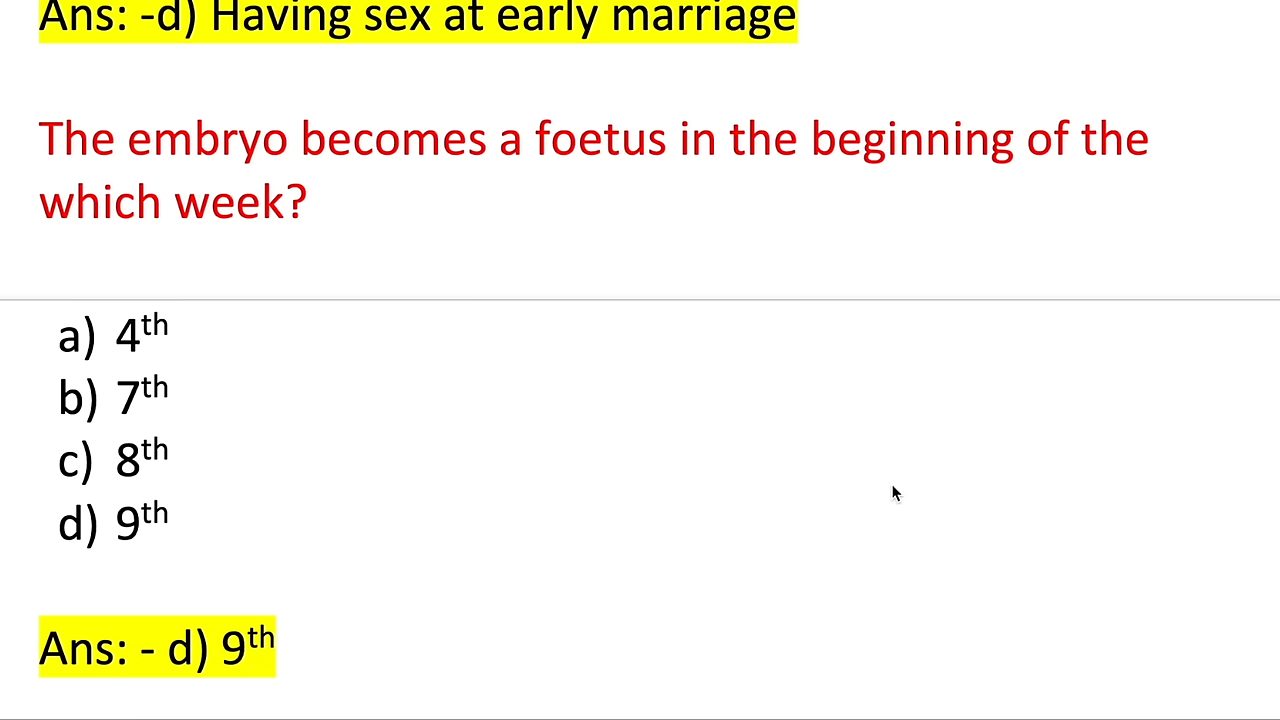 Ans: -d) Having sex at early marriage
The embryo becomes a foetus in the beginning of the
which week?
a) 4th
b) 7th
c) 8th
d) 9th
Ans: - d) 9th